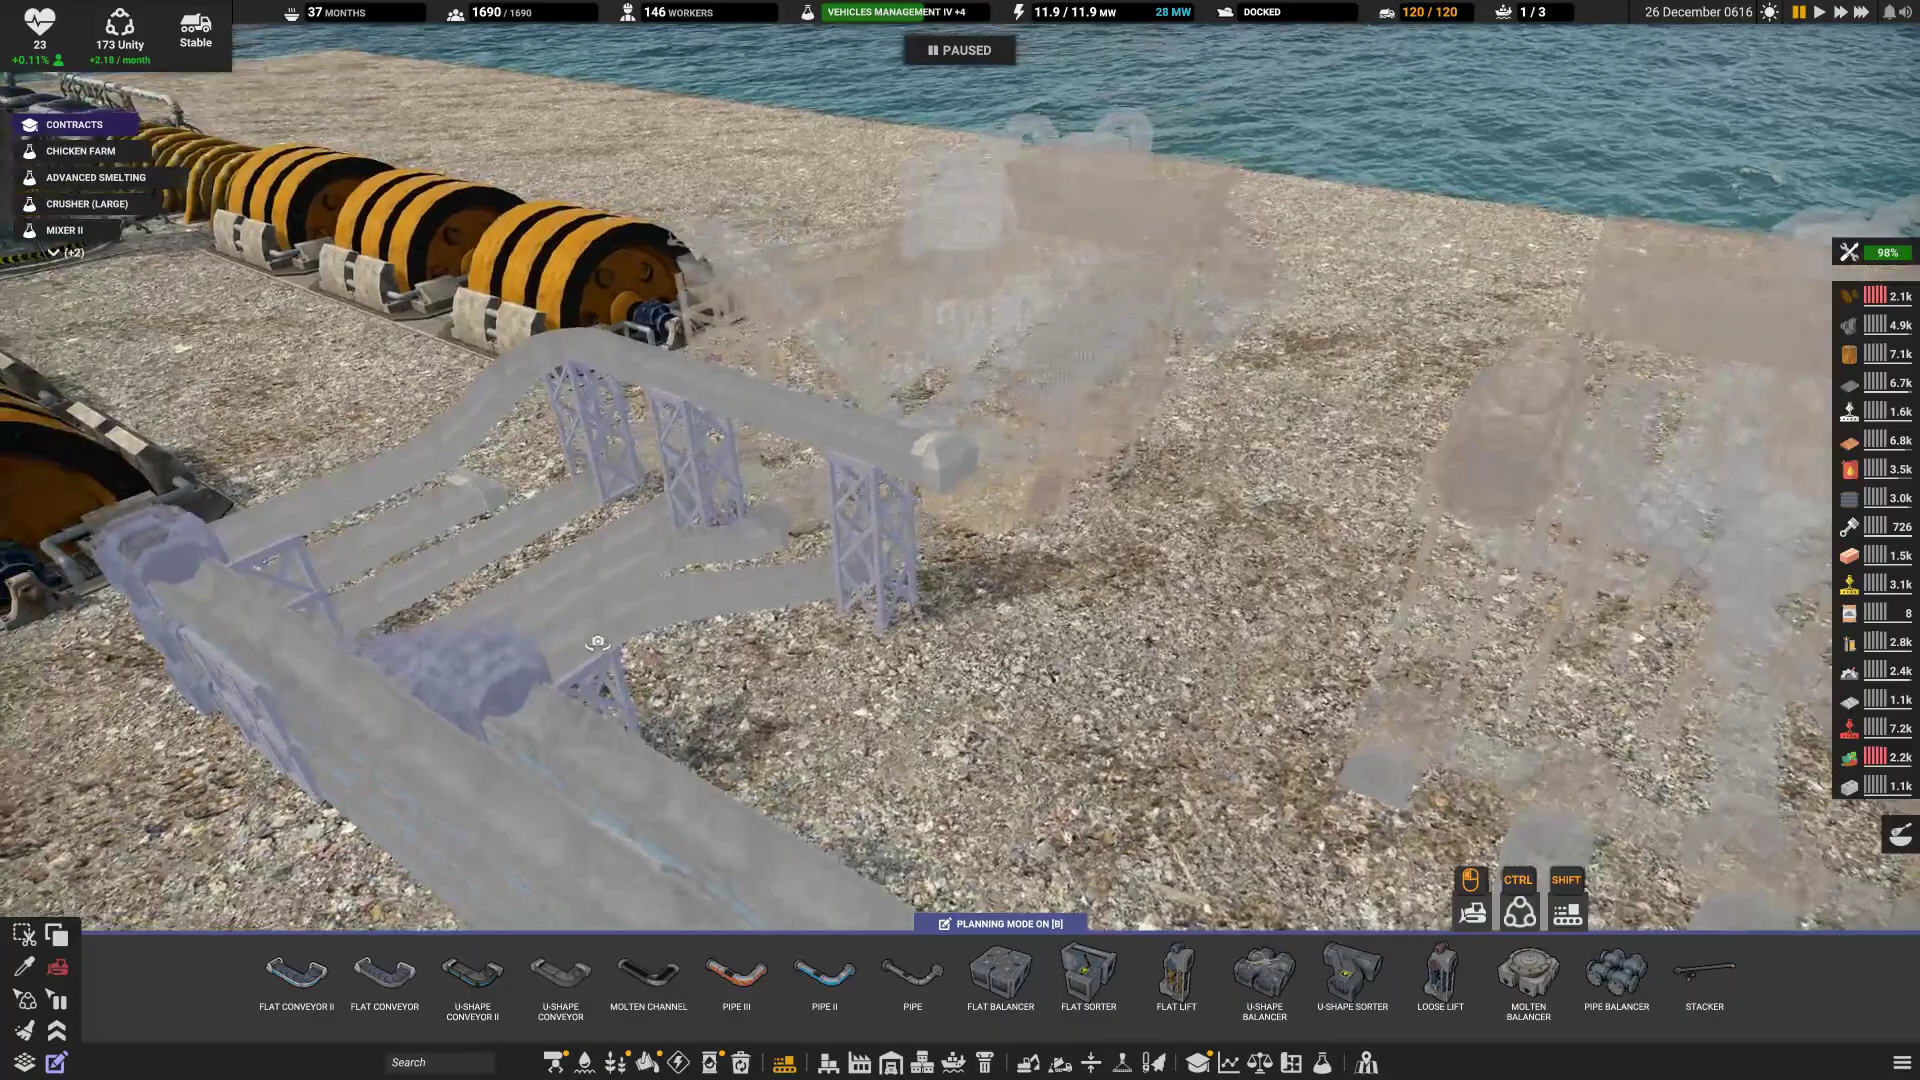 37 MONTHS
1690 / 1690
146 WORKERS
VEHICLES MANAGEMENT IV +4
11.9 / 11.9 MW
28 MW
DOCKED
120 / 120
1 / 3
26 December 0616
23
173 Unity
Stable
+0.11%
+2.18 / month
PAUSED
CONTRACTS
CHICKEN FARM
ADVANCED SMELTING
CRUSHER (LARGE)
MIXER II
(+2)
98%
2.1k
4.9k
7.1k
6.7k
1.6k
6.8k
3.5k
3.0k
726
1.5k
3.1k
8
2.8k
2.4k
1.1k
7.2k
2.2k
1.1k
CTRL
SHIFT
PLANNING MODE ON [B]
FLAT CONVEYOR II
FLAT CONVEYOR
U-SHAPE CONVEYOR II
U-SHAPE CONVEYOR
MOLTEN CHANNEL
PIPE III
PIPE II
PIPE
FLAT BALANCER
FLAT SORTER
FLAT LIFT
U-SHAPE BALANCER
U-SHAPE SORTER
LOOSE LIFT
MOLTEN BALANCER
PIPE BALANCER
STACKER
Search